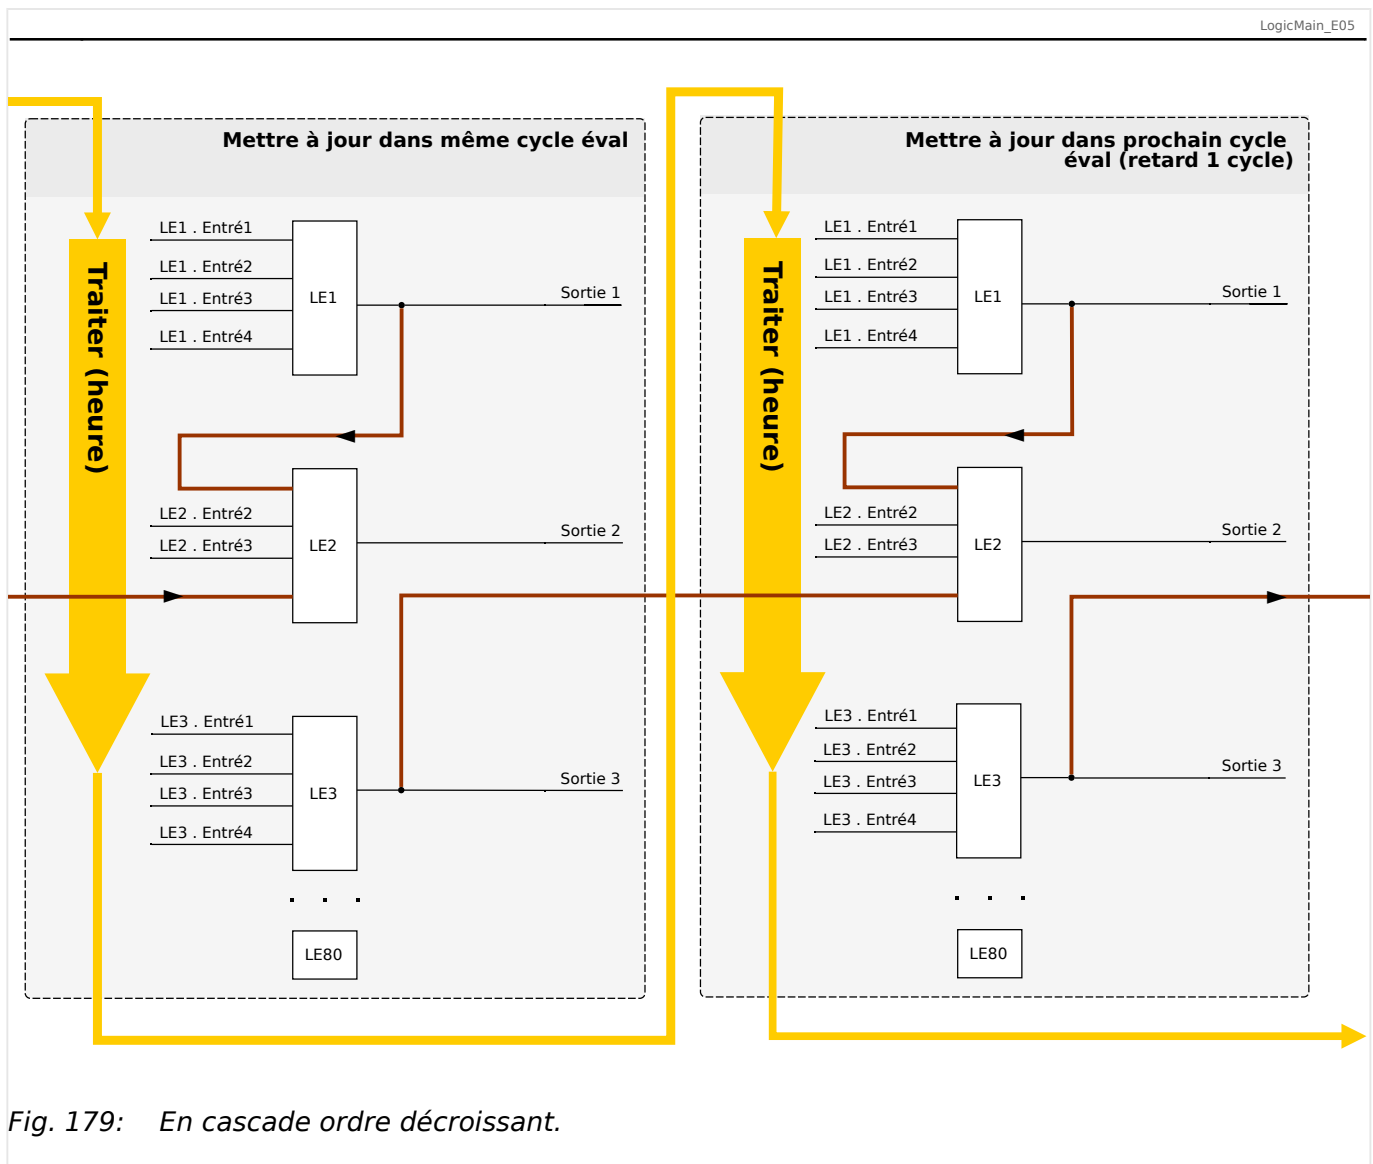 LogicMain_E05
Mettre à jour dans même cycle éval
Traiter (heure)
LE1 . Entré1
LE1 . Entré2
LE1 . Entré3
LE1 . Entré4
LE1
Sortie 1
LE2 . Entré2
LE2 . Entré3
LE2
Sortie 2
LE3 . Entré1
LE3 . Entré2
LE3 . Entré3
LE3 . Entré4
LE3
Sortie 3
. . .
LE80
Mettre à jour dans prochain cycle
éval (retard 1 cycle)
Traiter (heure)
LE1 . Entré1
LE1 . Entré2
LE1 . Entré3
LE1 . Entré4
LE1
Sortie 1
LE2 . Entré2
LE2 . Entré3
LE2
Sortie 2
LE3 . Entré1
LE3 . Entré2
LE3 . Entré3
LE3 . Entré4
LE3
Sortie 3
. . .
LE80
Fig. 179: En cascade ordre décroissant.